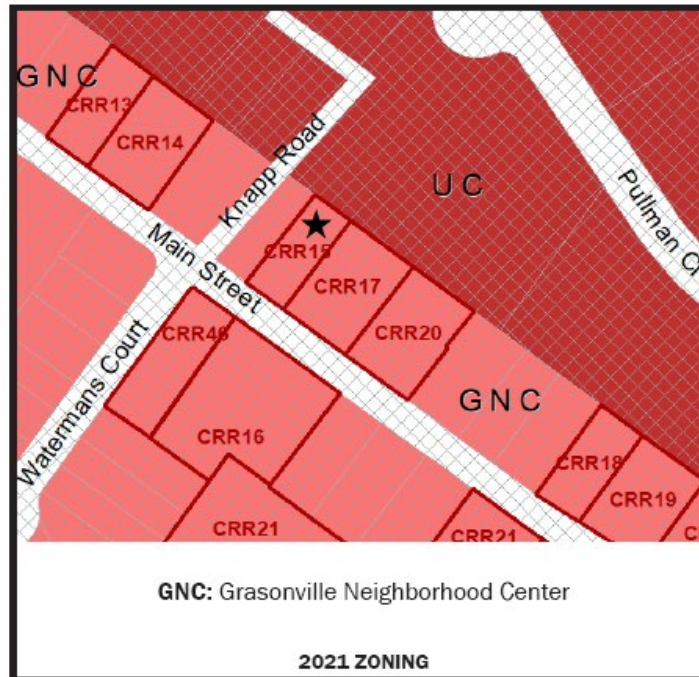 GNC
CRR13
CRR14
Knapp Road
UC
Pullman C
CRR15
Main Street
CRR17
CRR20
CRR46
Watermans Court
GNC
CRR16
CRR18
CRR19
CRR21
CRR21
C
GNC: Grasonville Neighborhood Center
2021 ZONING